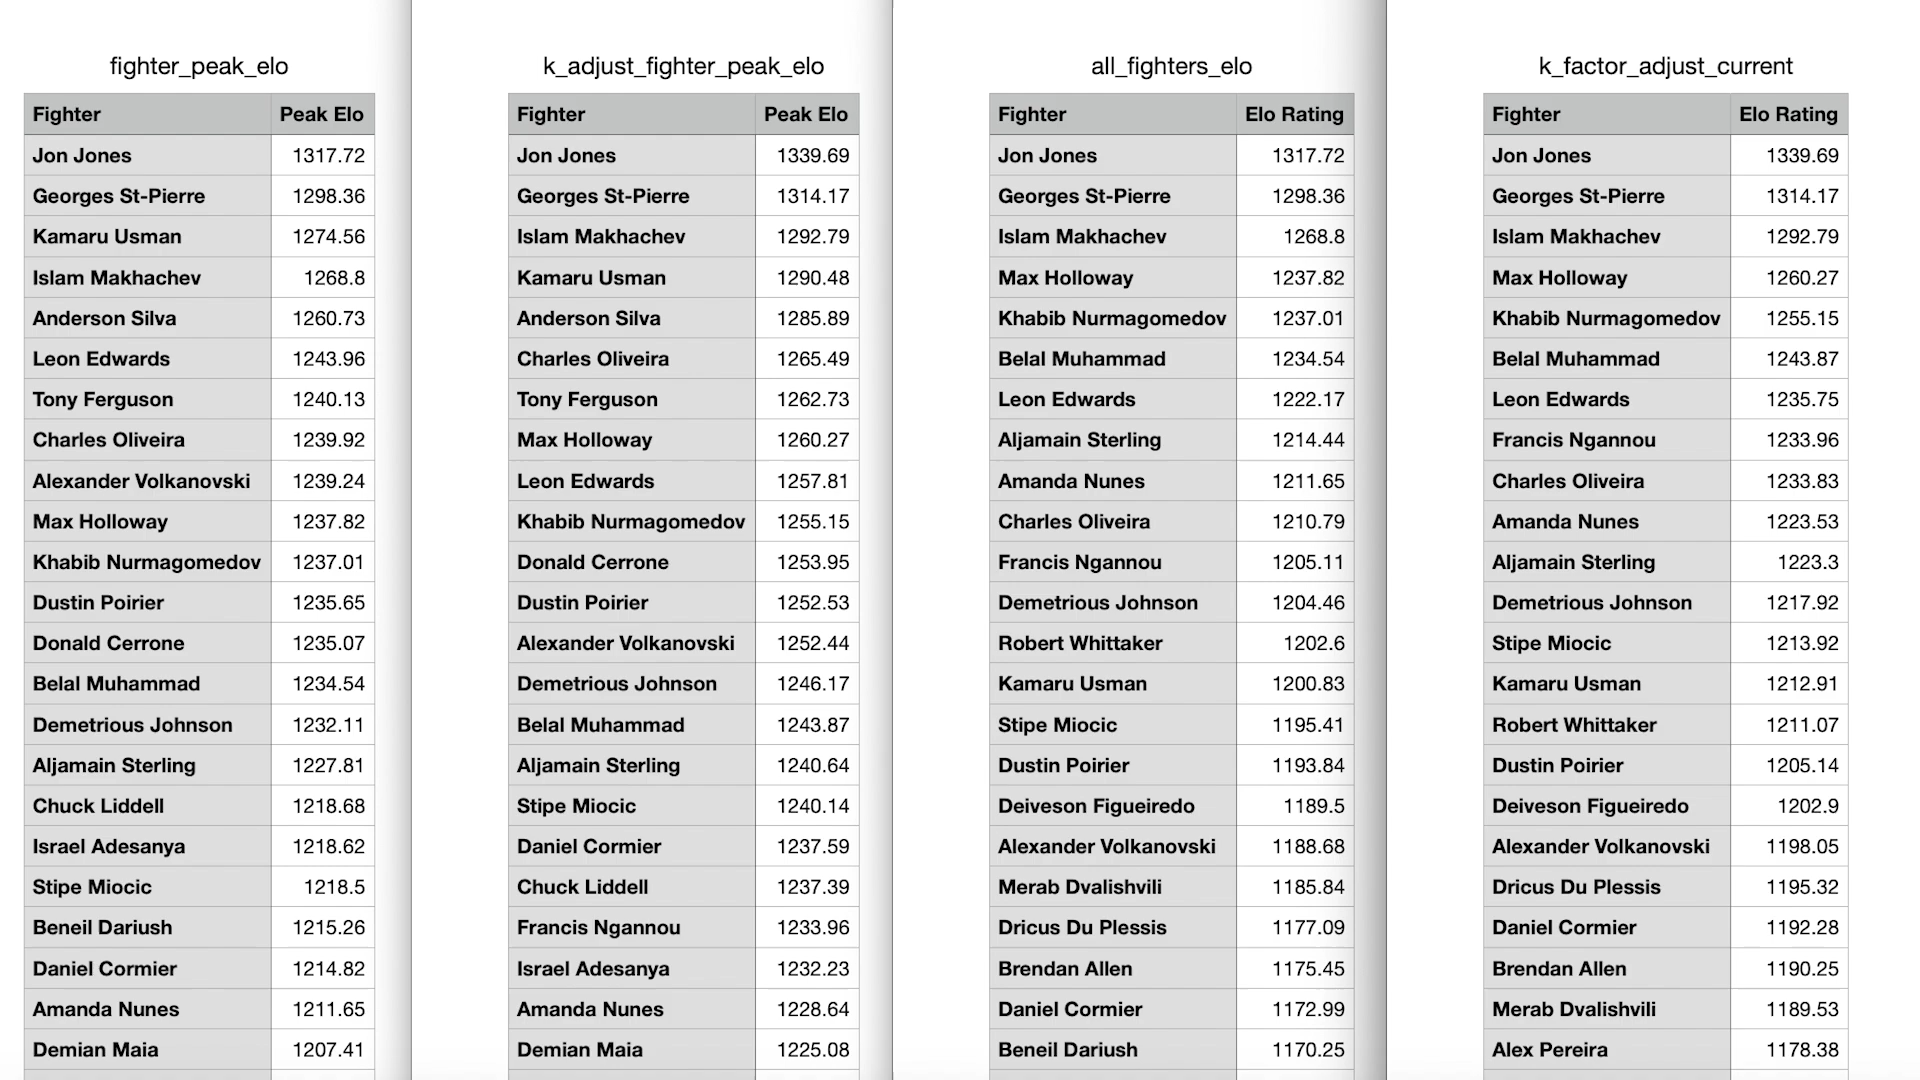 fighter_peak_elo
Fighter Peak Elo
Jon Jones 1317.72
Georges St-Pierre 1298.36
Kamaru Usman 1274.56
Islam Makhachev 1268.8
Anderson Silva 1260.73
Leon Edwards 1243.96
Tony Ferguson 1240.13
Charles Oliveira 1239.92
Alexander Volkanovski 1239.24
Max Holloway 1237.82
Khabib Nurmagomedov 1237.01
Dustin Poirier 1235.65
Donald Cerrone 1235.07
Belal Muhammad 1234.54
Demetrious Johnson 1232.11
Aljamain Sterling 1227.81
Chuck Liddell 1218.68
Israel Adesanya 1218.62
Stipe Miocic 1218.5
Beneil Dariush 1215.26
Daniel Cormier 1214.82
Amanda Nunes 1211.65
Demian Maia 1207.41
k_adjust_fighter_peak_elo
Fighter Peak Elo
Jon Jones 1339.69
Georges St-Pierre 1314.17
Islam Makhachev 1292.79
Kamaru Usman 1290.48
Anderson Silva 1285.89
Charles Oliveira 1265.49
Tony Ferguson 1262.73
Max Holloway 1260.27
Leon Edwards 1257.81
Khabib Nurmagomedov 1255.15
Donald Cerrone 1253.95
Dustin Poirier 1252.53
Alexander Volkanovski 1252.44
Demetrious Johnson 1246.17
Belal Muhammad 1243.87
Aljamain Sterling 1240.64
Stipe Miocic 1240.14
Daniel Cormier 1237.59
Chuck Liddell 1237.39
Francis Ngannou 1233.96
Israel Adesanya 1232.23
Amanda Nunes 1228.64
Demian Maia 1225.08
all_fighters_elo
Fighter Elo Rating
Jon Jones 1317.72
Georges St-Pierre 1298.36
Islam Makhachev 1268.8
Max Holloway 1237.82
Khabib Nurmagomedov 1237.01
Belal Muhammad 1234.54
Leon Edwards 1222.17
Aljamain Sterling 1214.44
Amanda Nunes 1211.65
Charles Oliveira 1210.79
Francis Ngannou 1205.11
Demetrious Johnson 1204.46
Robert Whittaker 1202.6
Kamaru Usman 1200.83
Stipe Miocic 1195.41
Dustin Poirier 1193.84
Deiveson Figueiredo 1189.5
Alexander Volkanovski 1188.68
Merab Dvalishvili 1185.84
Dricus Du Plessis 1177.09
Brendan Allen 1175.45
Daniel Cormier 1172.99
Beneil Dariush 1170.25
k_factor_adjust_current
Fighter Elo Rating
Jon Jones 1339.69
Georges St-Pierre 1314.17
Islam Makhachev 1292.79
Max Holloway 1260.27
Khabib Nurmagomedov 1255.15
Belal Muhammad 1243.87
Leon Edwards 1235.75
Francis Ngannou 1233.96
Charles Oliveira 1233.83
Amanda Nunes 1223.53
Aljamain Sterling 1223.3
Demetrious Johnson 1217.92
Stipe Miocic 1213.92
Kamaru Usman 1212.91
Robert Whittaker 1211.07
Dustin Poirier 1205.14
Deiveson Figueiredo 1202.9
Alexander Volkanovski 1198.05
Dricus Du Plessis 1195.32
Daniel Cormier 1192.28
Brendan Allen 1190.25
Merab Dvalishvili 1189.53
Alex Pereira 1178.38